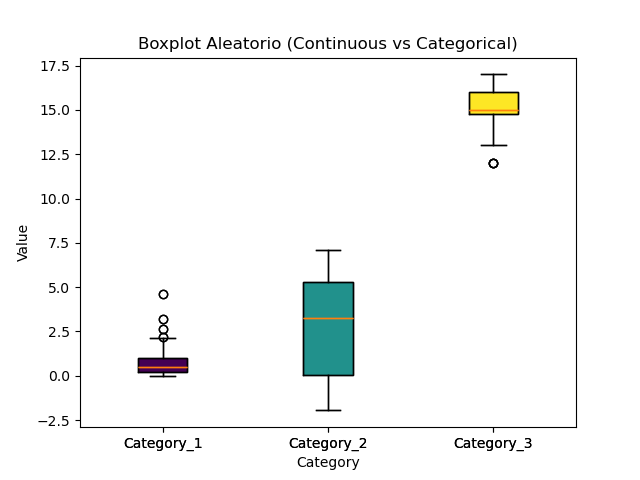 Boxplot Aleatorio (Continuous vs Categorical)
17.5
15.0
12.5
10.0
7.5
5.0
2.5
0.0
−2.5
Value
Category_1 Category_2 Category_3
Category